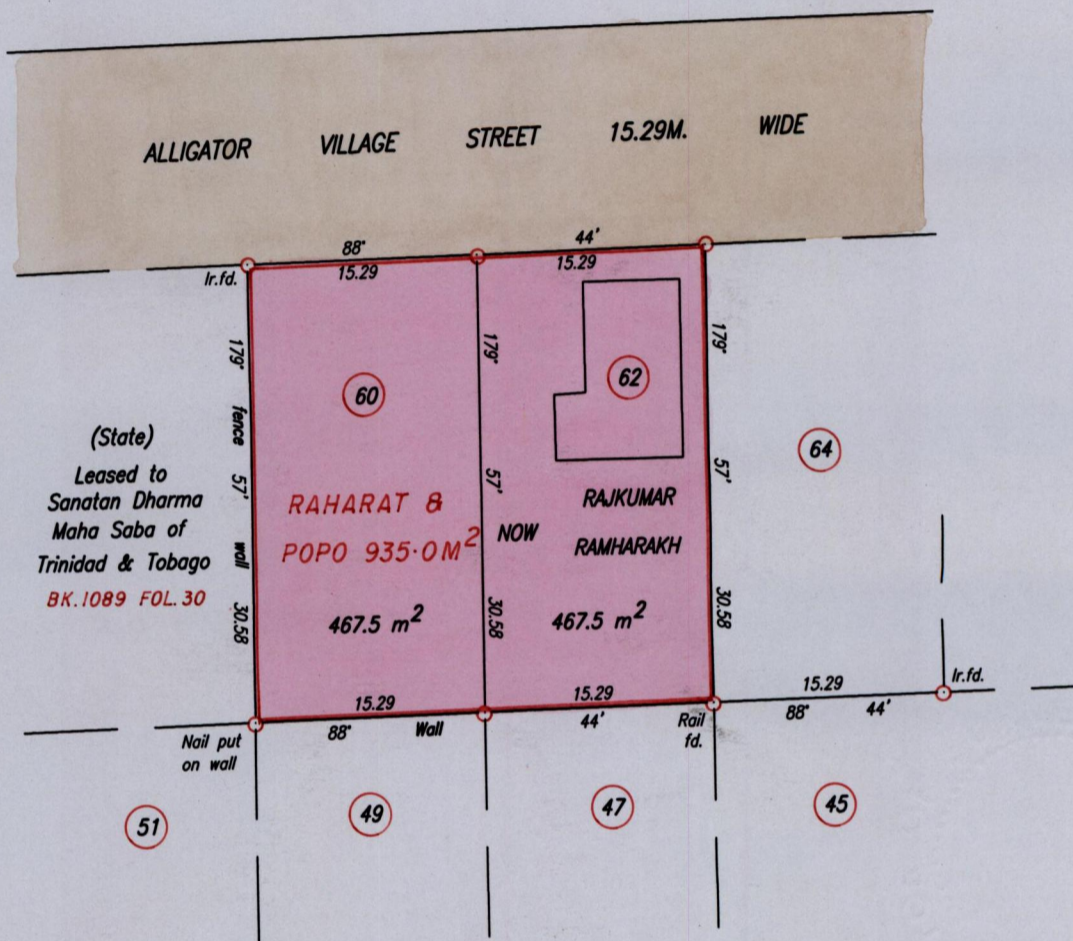 ALLIGATOR VILLAGE STREET 15.29M. WIDE
88° 44'
15.29 15.29
Ir.fd.
179° fence 57' wall 30.58
179° 57' 30.58
179° 57' 30.58
60
62
64
(State)
Leased to
Sanatan Dharma
Maha Saba of
Trinidad & Tobago
BK.1089 FOL.30
RAHARAT &
POPO 935·0M²
467.5 m²
NOW
RAJKUMAR
RAMHARAKH
467.5 m²
15.29 15.29 15.29
88° Wall 44' 88° 44'
Nail put
on wall
Rail
fd.
Ir.fd.
51
49
47
45